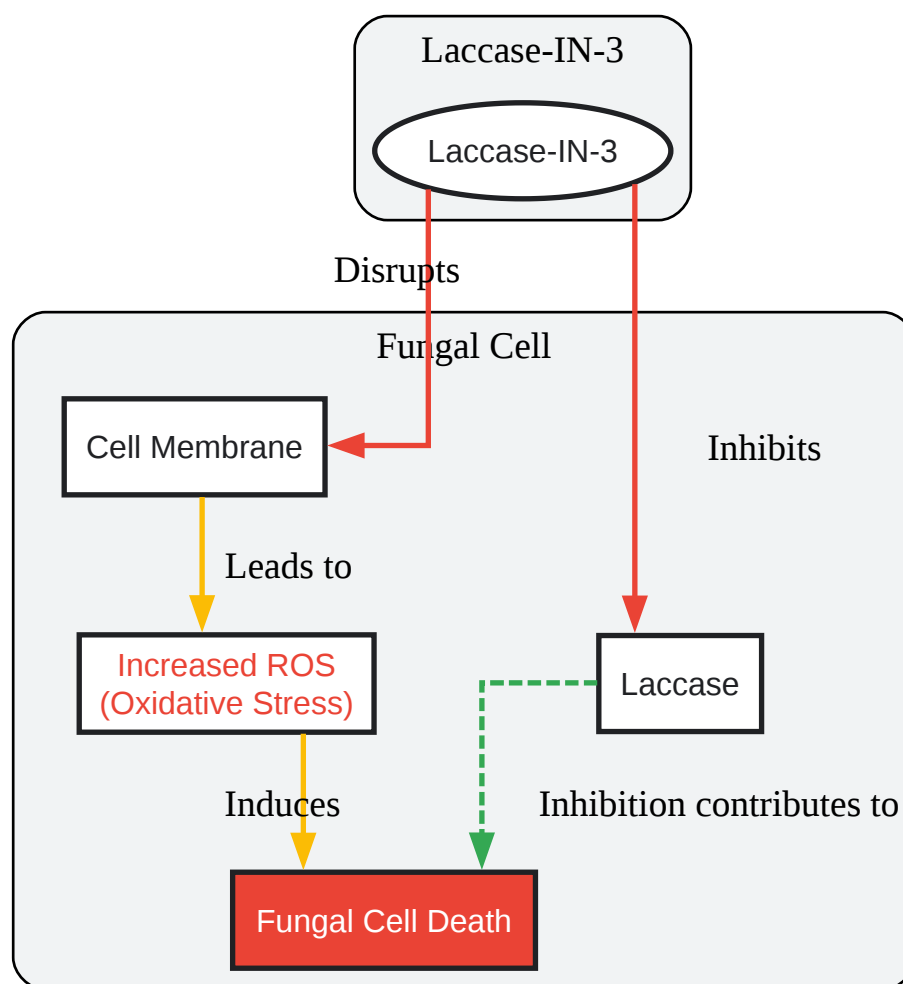 Laccase-IN-3
Laccase-IN-3
Disrupts
Fungal Cell
Cell Membrane
Inhibits
Leads to
Increased ROS
(Oxidative Stress)
Laccase
Induces
Inhibition contributes to
Fungal Cell Death